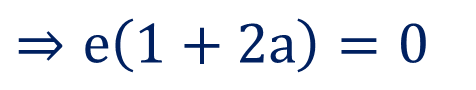 ⇒ e(1 + 2a) = 0